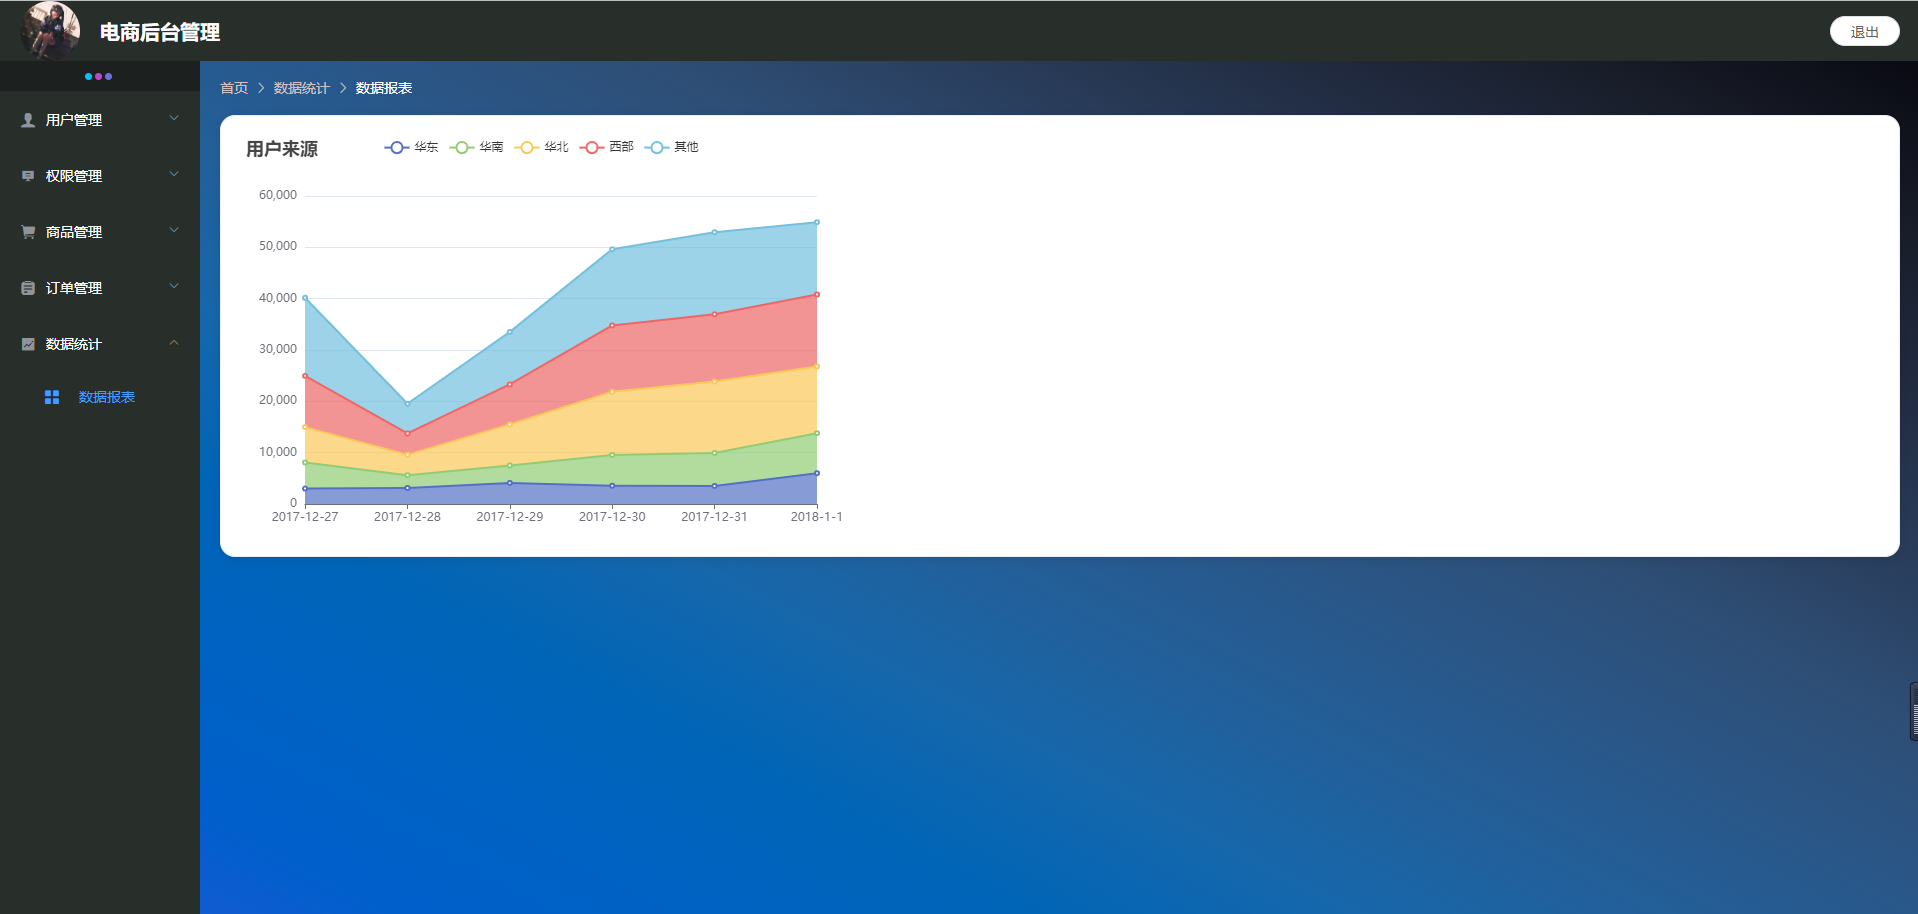 电商后台管理
退出
首页 数据统计 数据报表
用户管理
权限管理
商品管理
订单管理
数据统计
数据报表
用户来源
华东 华南 华北 西部 其他
60,000
50,000
40,000
30,000
20,000
10,000
0
2017-12-27 2017-12-28 2017-12-29 2017-12-30 2017-12-31 2018-1-1